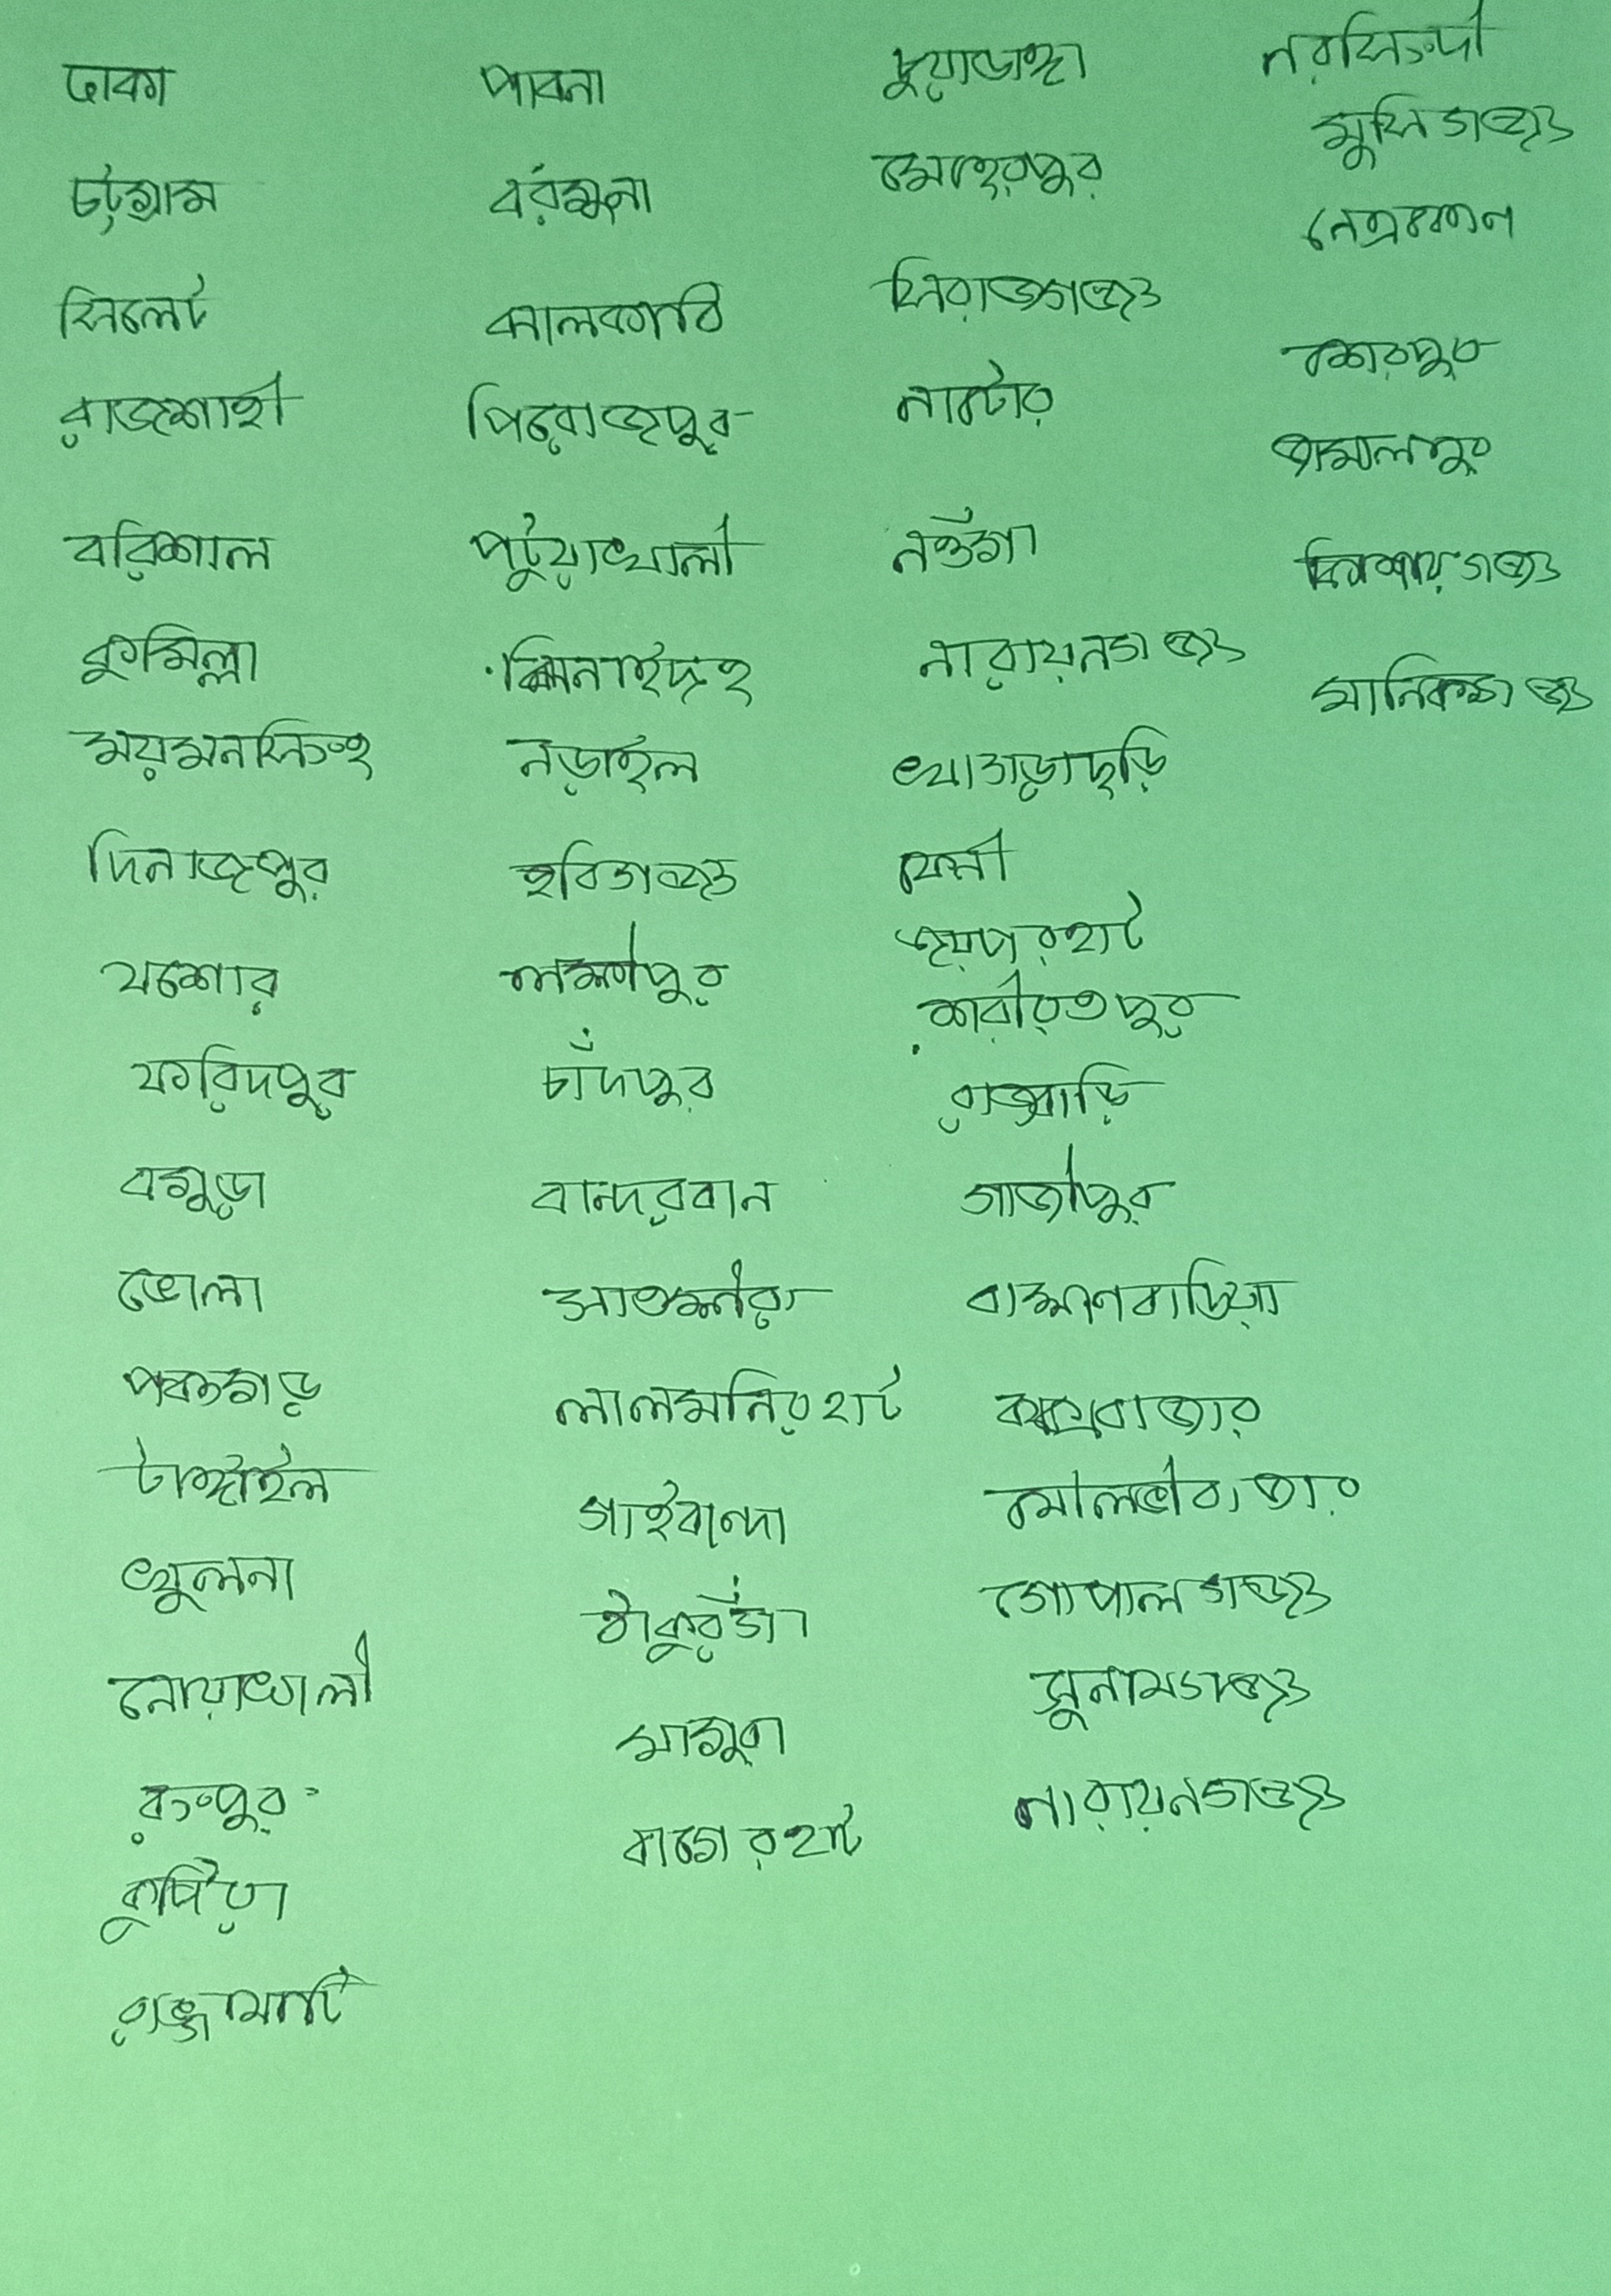 ঢাকা
চট্টগ্রাম
সিলেট
রাজশাহী
বরিশাল
কুমিল্লা
ময়মনসিংহ
দিনাজপুর
যশোর
ফরিদপুর
বগুড়া
ভোলা
পঞ্চগড়
টাঙ্গাইল
খুলনা
নোয়াখালী
রংপুর
কুষ্টিয়া
রাঙ্গামাটি
পাবনা
বরগুনা
ঝালকাঠি
পিরোজপুর
পটুয়াখালী
ঝিনাইদহ
নড়াইল
হবিগঞ্জ
লক্ষ্মীপুর
চাঁদপুর
বান্দরবান
সাতক্ষীরা
লালমনিরহাট
গাইবান্দা
ঠাকুরগাঁ
মাগুরা
বাগেরহাট
চুয়াডাঙ্গা
মেহেরপুর
সিরাজগঞ্জ
নাটোর
নওগাঁ
নারায়নগঞ্জ
খাগড়াছড়ি
ফেনী
জয়পুরহাট
শরীয়তপুর
রাজবাড়ি
গাজীপুর
ব্রাহ্মণবাড়িয়া
কক্সবাজার
মৌলভীবাজার
গোপালগঞ্জ
সুনামগঞ্জ
নারায়নগঞ্জ
নরসিংদী
মুন্সিগঞ্জ
নেত্রকোণা
শেরপুর
জামালপুর
কিশোরগঞ্জ
মানিকগঞ্জ